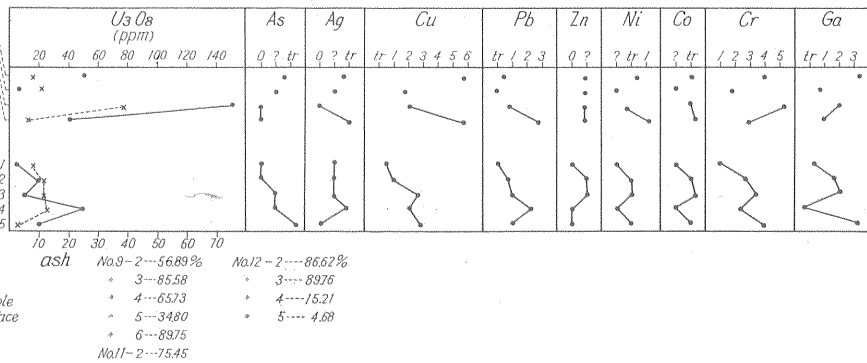 U₃O₈ As Ag Cu Pb Zn Ni Co Cr Ga
(ppm)
20 60 100 140 0 ? tr 0 ? tr tr 1 2 3 4 5 6 tr 1 2 3 0 ? ? tr 1 ? tr 1 2 3 4 5 tr 1 2 3
40 80 120
1
2
3
4
5
10 20 30 40 50 60 70
ash No.9-2---56.89% No.12-2----86.62%
〃 3---85.58 〃 3----89.76
〃 4---65.73 〃 4----15.21
〃 5---34.80 〃 5---- 4.68
〃 6---89.75
No.11-2---75.45